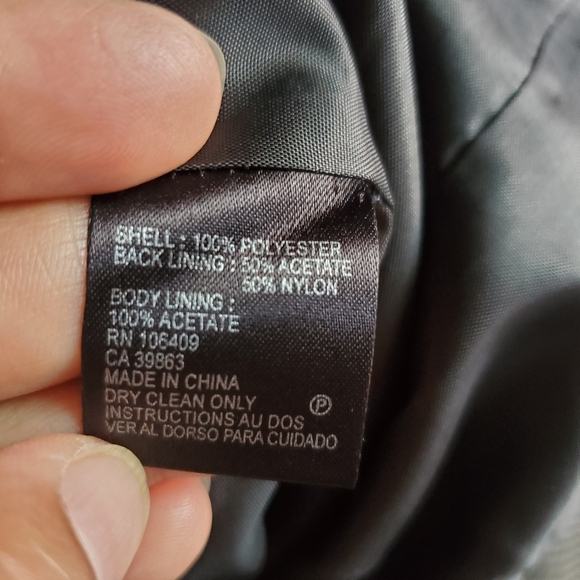 SHELL : 100% POLYESTER
BACK LINING : 50% ACETATE
50% NYLON
BODY LINING :
100% ACETATE
RN 106409
CA 39863
MADE IN CHINA
DRY CLEAN ONLY Ⓟ
INSTRUCTIONS AU DOS
VER AL DORSO PARA CUIDADO